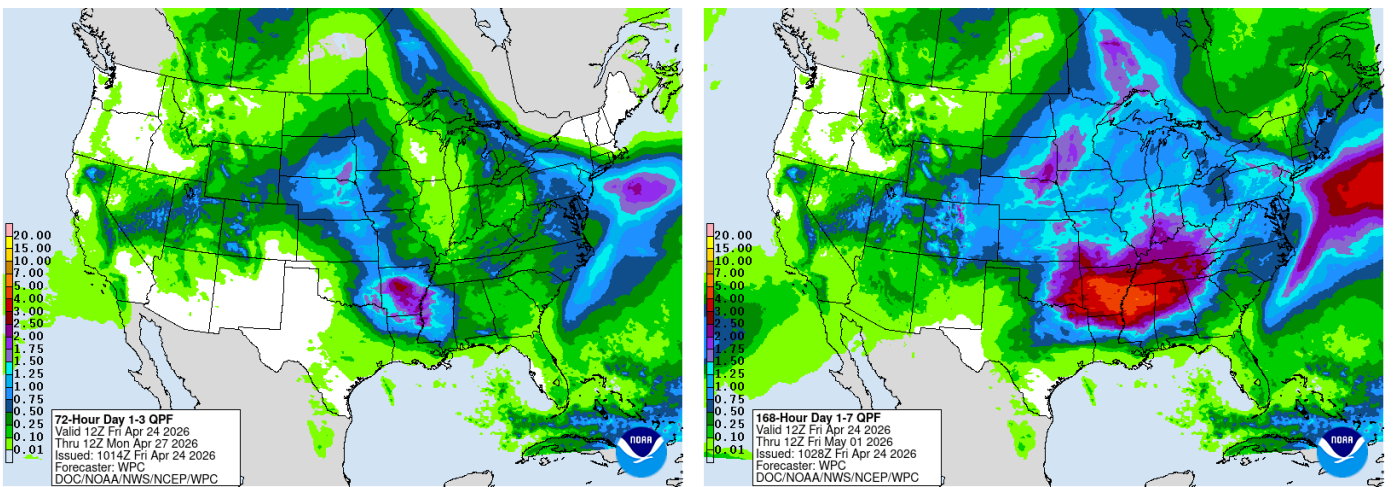 20.00
15.00
10.00
7.00
5.00
4.00
3.00
2.50
2.00
1.75
1.50
1.25
1.00
0.75
0.50
0.25
0.10
0.01
72-Hour Day 1-3 QPF
Valid 12Z Fri Apr 24 2026
Thru 12Z Mon Apr 27 2026
Issued: 1014Z Fri Apr 24 2026
Forecaster: WPC
DOC/NOAA/NWS/NCEP/WPC
NOAA
20.00
15.00
10.00
7.00
5.00
4.00
3.00
2.50
2.00
1.75
1.50
1.25
1.00
0.75
0.50
0.25
0.10
0.01
168-Hour Day 1-7 QPF
Valid 12Z Fri Apr 24 2026
Thru 12Z Fri May 01 2026
Issued: 1028Z Fri Apr 24 2026
Forecaster: WPC
DOC/NOAA/NWS/NCEP/WPC
NOAA